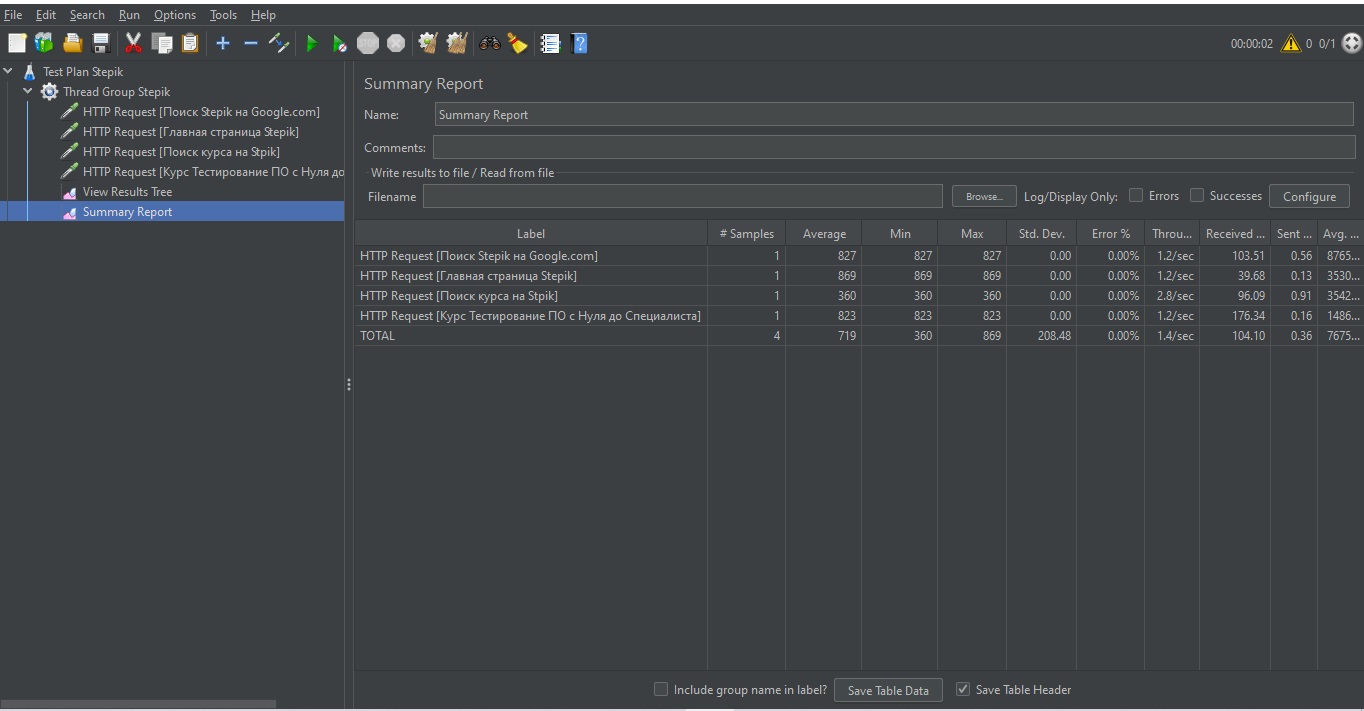 File Edit Search Run Options Tools Help
00:00:02 0 0/1
Test Plan Stepik
Thread Group Stepik
HTTP Request [Поиск Stepik на Google.com]
HTTP Request [Главная страница Stepik]
HTTP Request [Поиск курса на Stpik]
HTTP Request [Курс Тестирование ПО с Нуля до
View Results Tree
Summary Report
Summary Report
Name: Summary Report
Comments:
Write results to file / Read from file
Filename Browse... Log/Display Only: Errors Successes Configure
Label # Samples Average Min Max Std. Dev. Error % Throu... Received ... Sent ... Avg. ...
HTTP Request [Поиск Stepik на Google.com] 1 827 827 827 0.00 0.00% 1.2/sec 103.51 0.56 8765...
HTTP Request [Главная страница Stepik] 1 869 869 869 0.00 0.00% 1.2/sec 39.68 0.13 3530...
HTTP Request [Поиск курса на Stpik] 1 360 360 360 0.00 0.00% 2.8/sec 96.09 0.91 3542...
HTTP Request [Курс Тестирование ПО с Нуля до Специалиста] 1 823 823 823 0.00 0.00% 1.2/sec 176.34 0.16 1486...
TOTAL 4 719 360 869 208.48 0.00% 1.4/sec 104.10 0.36 7675...
Include group name in label? Save Table Data Save Table Header